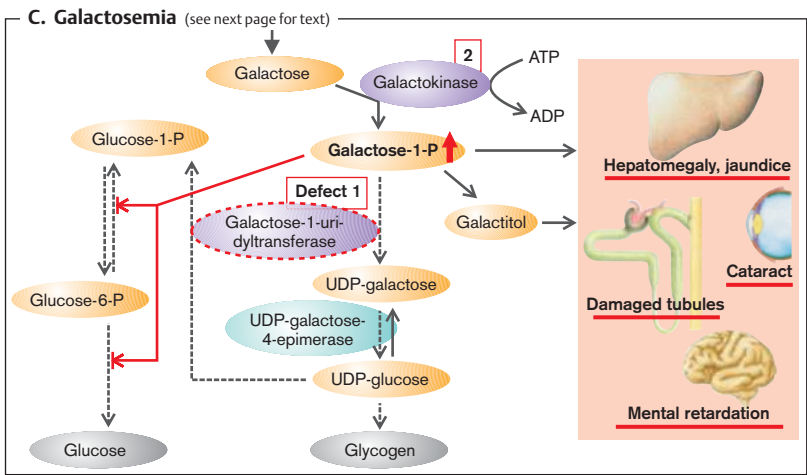 C. Galactosemia (see next page for text)
Galactose
2
Galactokinase
ATP
ADP
Glucose-1-P
Galactose-1-P
Hepatomegaly, jaundice
Defect 1
Galactose-1-uri-
dyltransferase
Galactitol
Cataract
Damaged tubules
Glucose-6-P
UDP-galactose
UDP-galactose-
4-epimerase
UDP-glucose
Mental retardation
Glucose
Glycogen